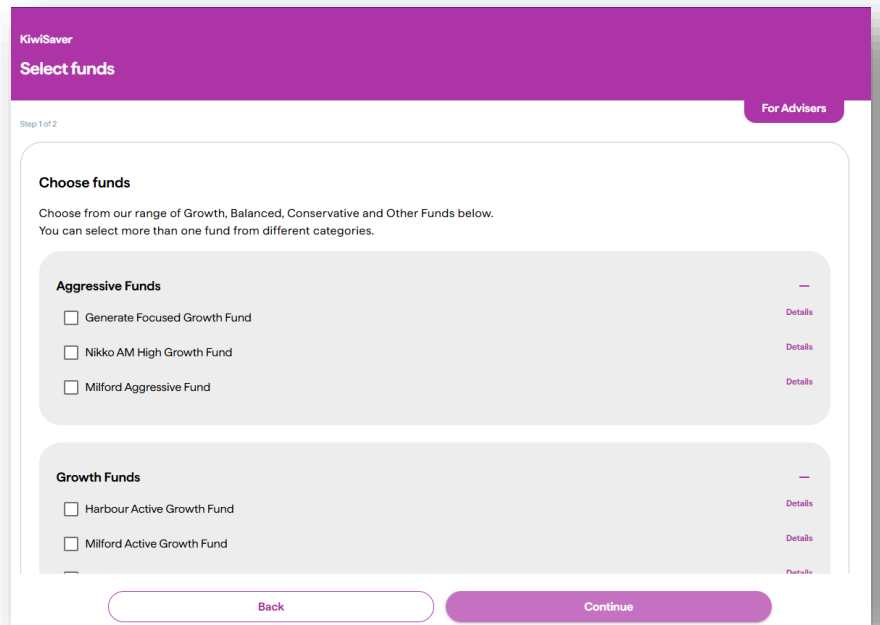 KiwiSaver
Select funds
For Advisers
Step 1 of 2
Choose funds
Choose from our range of Growth, Balanced, Conservative and Other Funds below.
You can select more than one fund from different categories.
Aggressive Funds
Generate Focused Growth Fund
Details
Nikko AM High Growth Fund
Details
Milford Aggressive Fund
Details
Growth Funds
Harbour Active Growth Fund
Details
Milford Active Growth Fund
Details
Details
Back
Continue